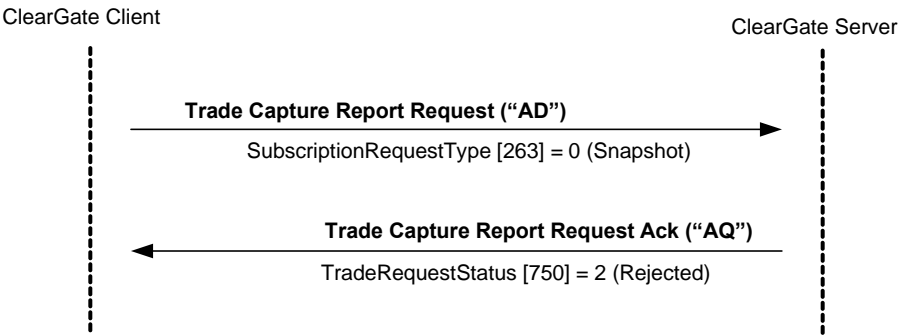 ClearGate Client
ClearGate Server
Trade Capture Report Request (“AD”)
SubscriptionRequestType [263] = 0 (Snapshot)
Trade Capture Report Request Ack (“AQ”)
TradeRequestStatus [750] = 2 (Rejected)